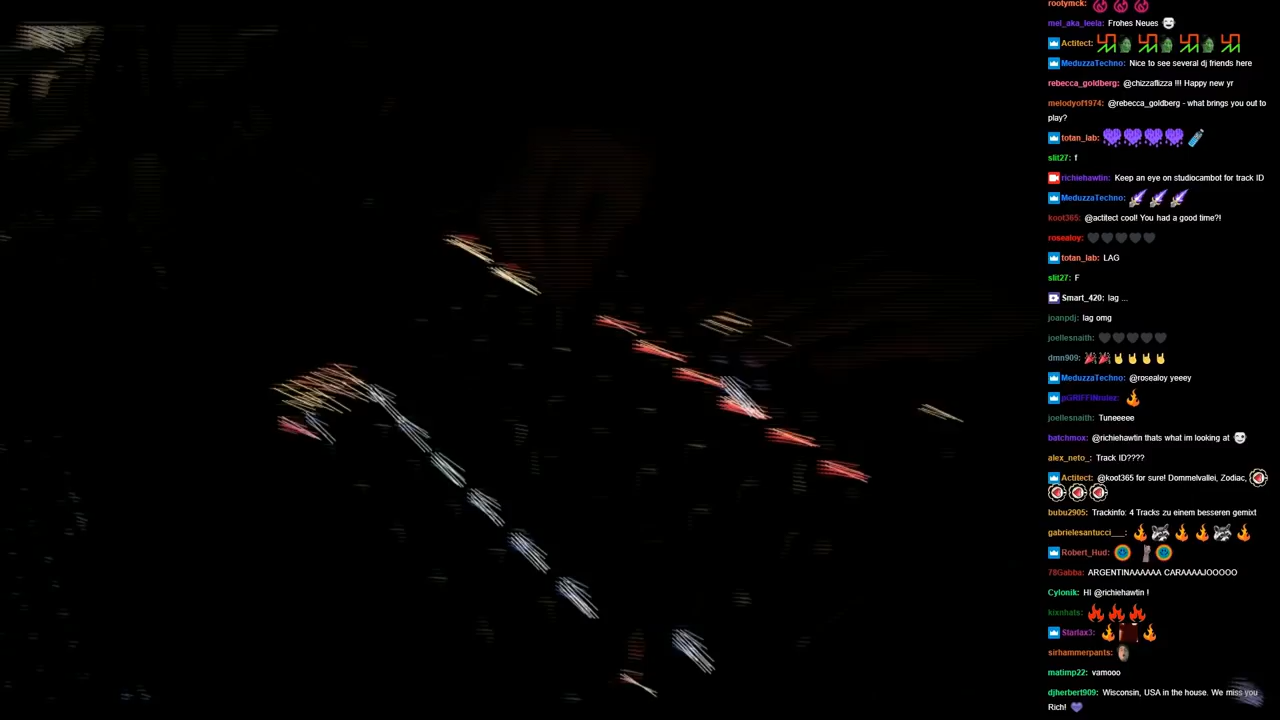 rootymck:
mel_aka_leela: Frohes Neues
Actitect:
MeduzzaTechno: Nice to see several dj friends here
rebecca_goldberg: @chizzaflizza !!! Happy new yr
melodyof1974: @rebecca_goldberg - what brings you out to
play?
totan_lab:
slit27: f
richiehawtin: Keep an eye on studiocambot for track ID
MeduzzaTechno:
koot365: @actitect cool! You had a good time?!
rosealoy:
totan_lab: LAG
slit27: F
Smart_420: lag ...
joanpdj: lag omg
joellesnaith:
dmn909:
MeduzzaTechno: @rosealoy yeeey
pGRIFFINrulez:
joellesnaith: Tuneeeee
batchmox: @richiehawtin thats what im looking at
alex_neto_: Track ID????
Actitect: @koot365 for sure! Dommelvallei, Zodiac,
bubu2905: Trackinfo: 4 Tracks zu einem besseren gemixt
gabrielesantucci__:
Robert_Hud:
78Gabba: ARGENTINAAAAAA CARAAAAJOOOOO
Cylonik: HI @richiehawtin !
kixnhats:
Slarlax3:
sirhammerpants:
matimp22: vamooo
djherbert909: Wisconsin, USA in the house. We miss you
Rich!